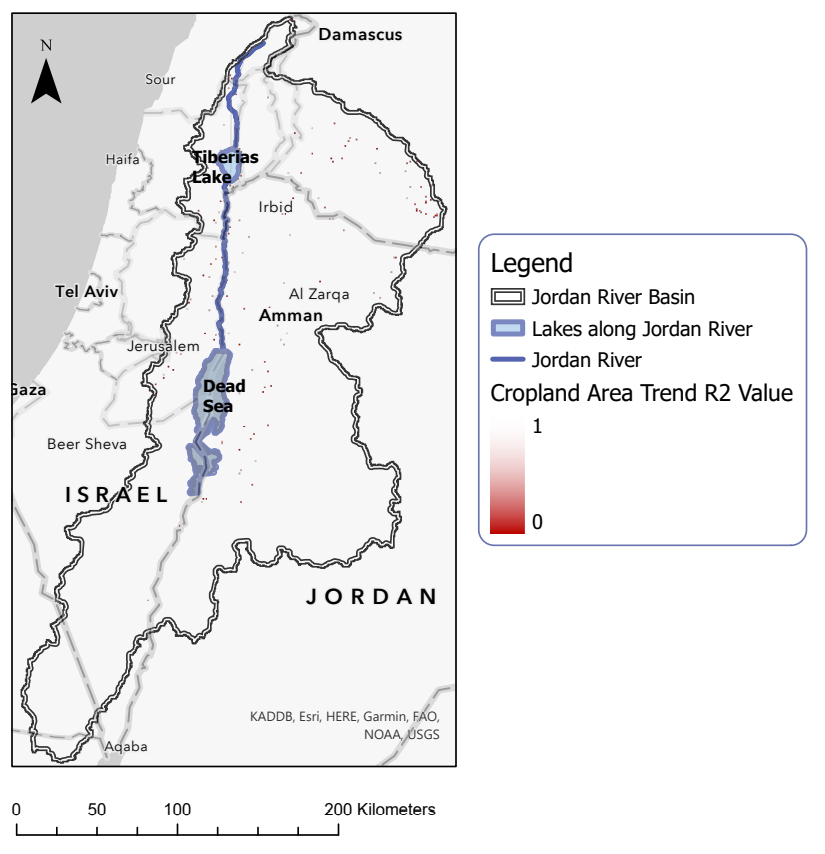 N
Damascus
Sour
Haifa
Tiberias
Lake
Irbid
Tel Aviv
Al Zarqa
Amman
Jerusalem
Gaza
Dead
Sea
Beer Sheva
ISRAEL
JORDAN
KADDB, Esri, HERE, Garmin, FAO,
NOAA, USGS
Aqaba
0 50 100 200 Kilometers
Legend
Jordan River Basin
Lakes along Jordan River
Jordan River
Cropland Area Trend R2 Value
1
0